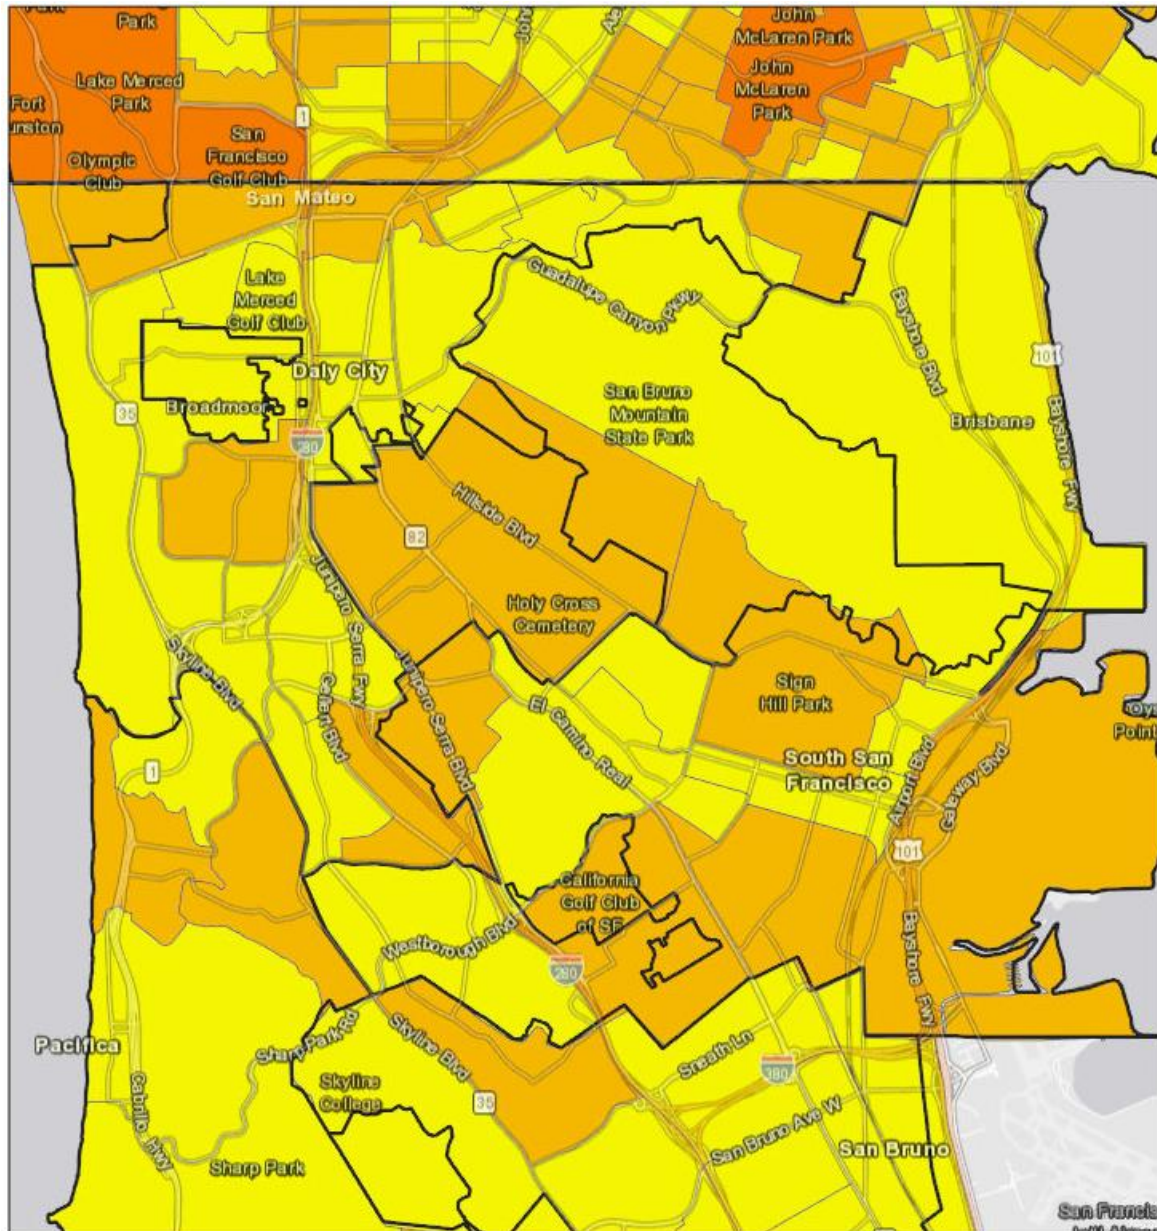 Park
Park
John
McLaren Park
Lake Merced
Park
John
McLaren
Park
Fort
unston
1
San
Francisco
Golf Club
Olympic
Club
San Mateo
Guadalupe Canyon Pkwy
Lake
Merced
Golf Club
Bayshore Blvd
101
Daly City
San Bruno
Mountain
State Park
Broadmoor
35
Brisbane
Bayshore Fwy
280
Hillside Blvd
82
Junipero Serra Fwy
Holy Cross
Cemetery
Skyline Blvd
Junipero Serra Blvd
Gellert Blvd
Sign
Hill Park
El Camino Real
Oys
Point
1
South San
Francisco
Airport Blvd
Gateway Blvd
101
California
Golf Club
of SF
Westborough Blvd
280
Bayshore Fwy
Pacifica
Sharp Park Rd
Skyline Blvd
Sneath Ln
380
Skyline
College
35
Cabrillo Hwy
San Bruno Ave W
San Bruno
Sharp Park
San Francis